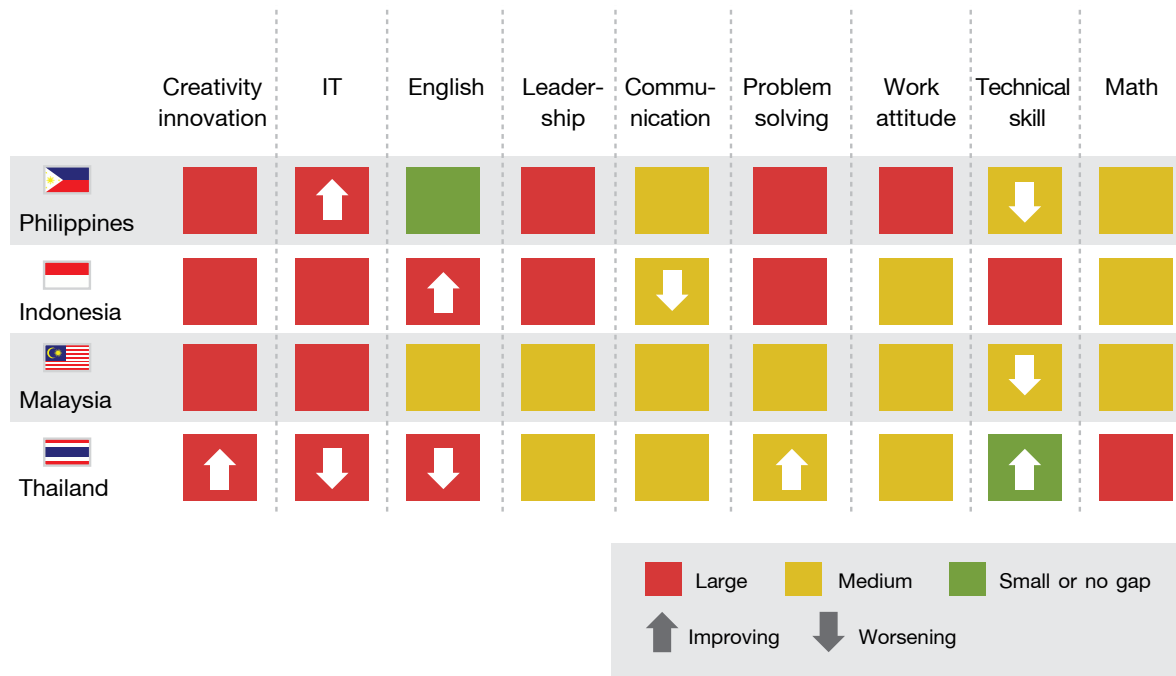 Creativity innovation
IT
English
Leader-
ship
Commu-
nication
Problem
solving
Work
attitude
Technical
skill
Math
Philippines
Indonesia
Malaysia
Thailand
Large
Medium
Small or no gap
Improving
Worsening